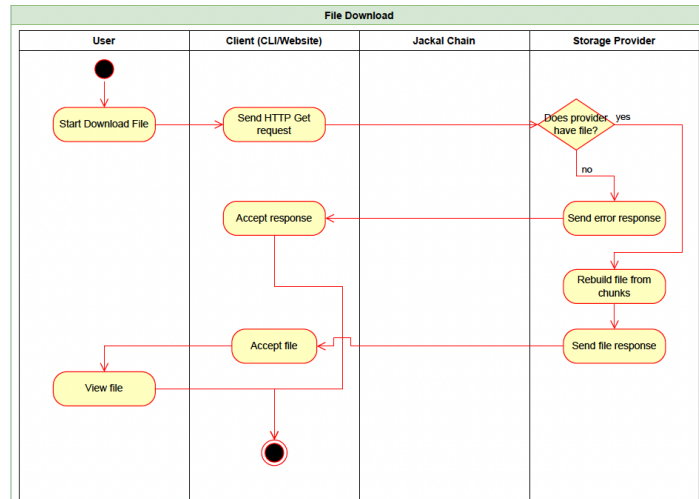 File Download
User
Client (CLI/Website)
Jackal Chain
Storage Provider
Start Download File
Send HTTP Get
request
Does provider
have file?
yes
no
Accept response
Send error response
Rebuild file from
chunks
Accept file
Send file response
View file